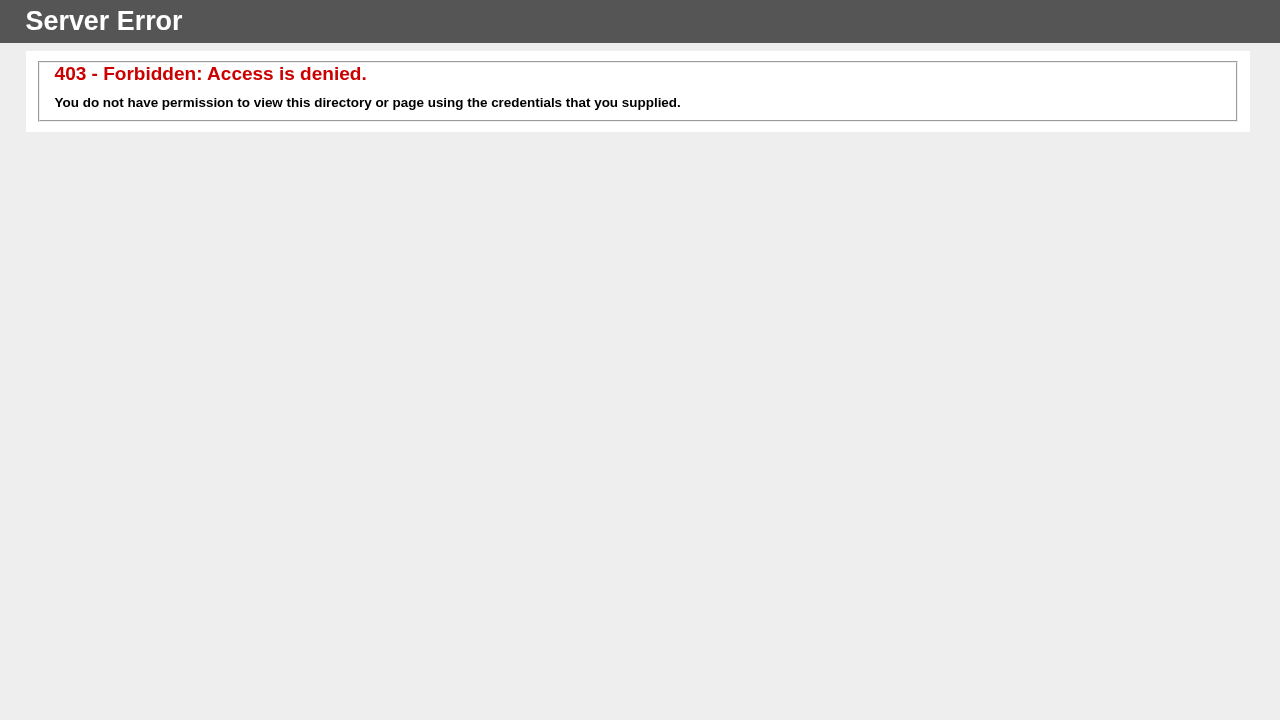 Server Error
403 - Forbidden: Access is denied.
You do not have permission to view this directory or page using the credentials that you supplied.